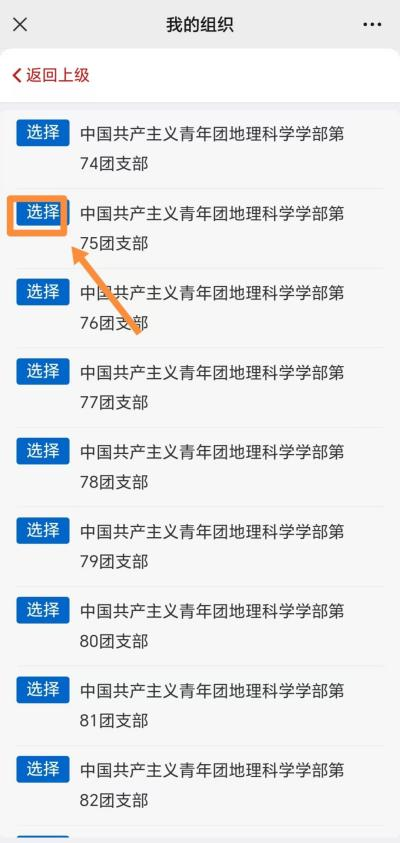 我的组织
返回上级
选择 中国共产主义青年团地理科学学部第
74团支部
选择 中国共产主义青年团地理科学学部第
75团支部
选择 中国共产主义青年团地理科学学部第
76团支部
选择 中国共产主义青年团地理科学学部第
77团支部
选择 中国共产主义青年团地理科学学部第
78团支部
选择 中国共产主义青年团地理科学学部第
79团支部
选择 中国共产主义青年团地理科学学部第
80团支部
选择 中国共产主义青年团地理科学学部第
81团支部
选择 中国共产主义青年团地理科学学部第
82团支部